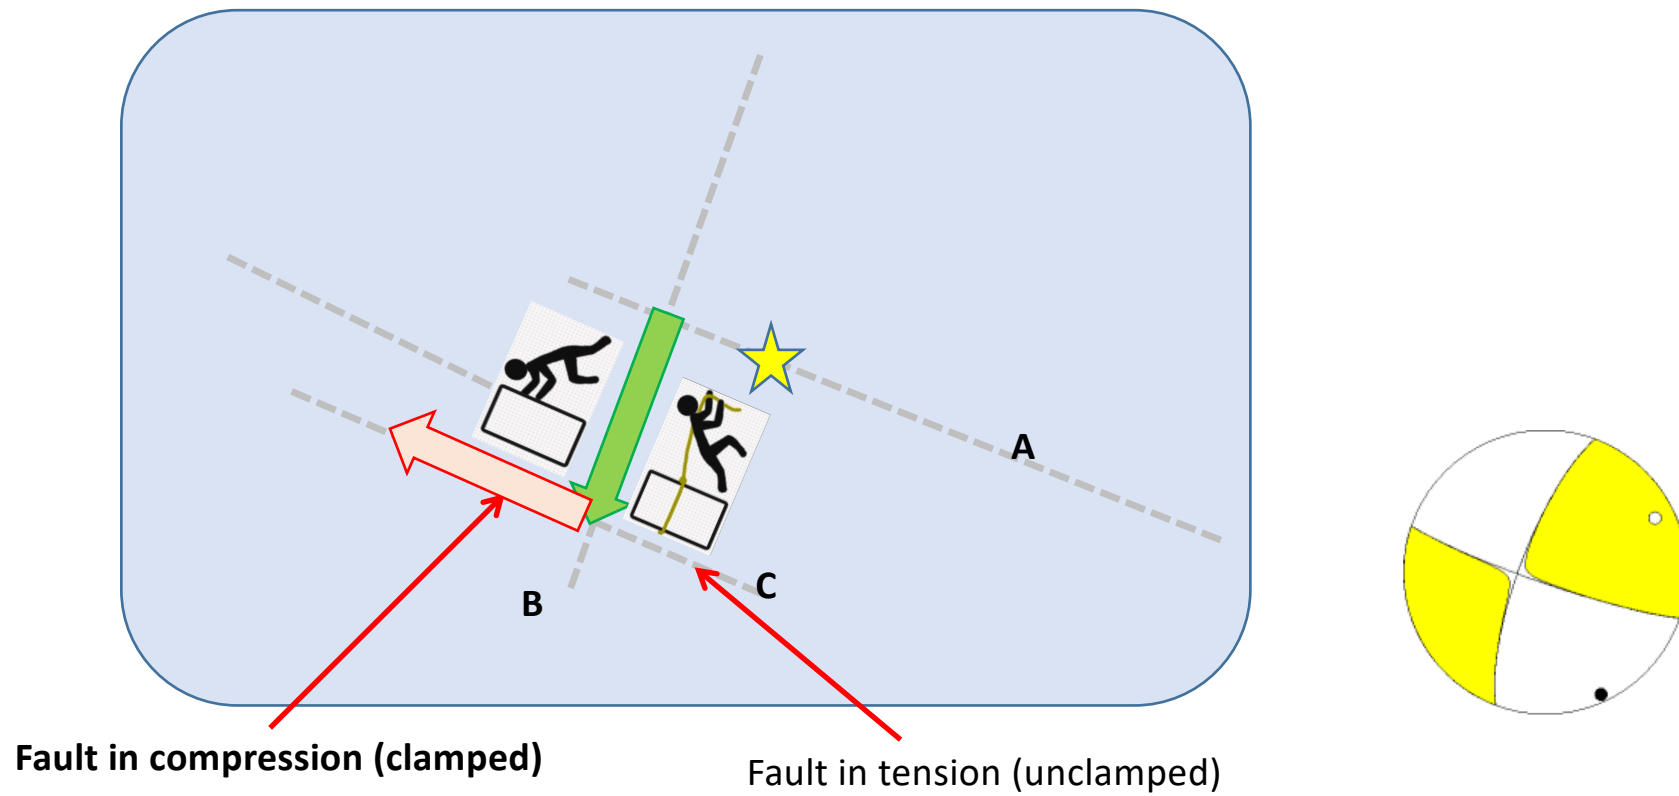 A
C
B
Fault in compression (clamped)
Fault in tension (unclamped)